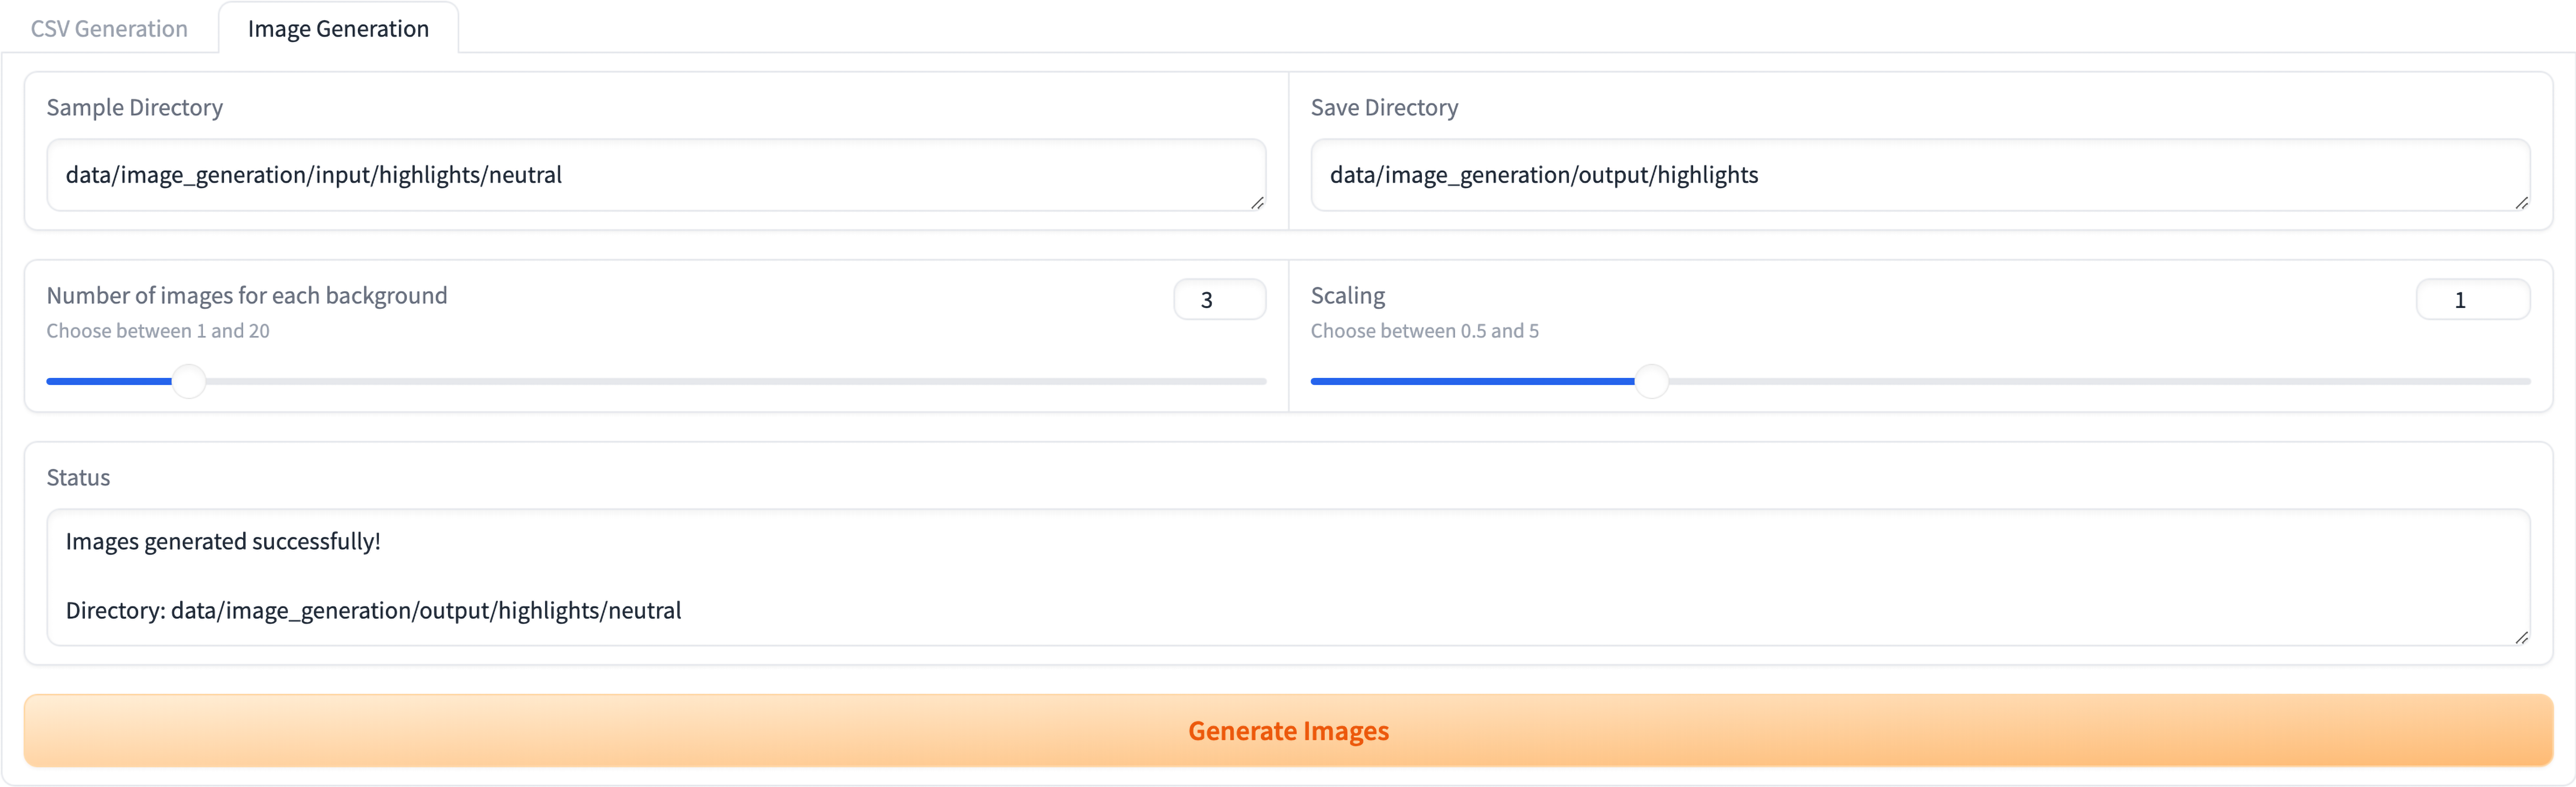 CSV Generation
Image Generation
Sample Directory
data/image_generation/input/highlights/neutral
Save Directory
data/image_generation/output/highlights
Number of images for each background
3
Choose between 1 and 20
Scaling
1
Choose between 0.5 and 5
Status
Images generated successfully!
Directory: data/image_generation/output/highlights/neutral
Generate Images